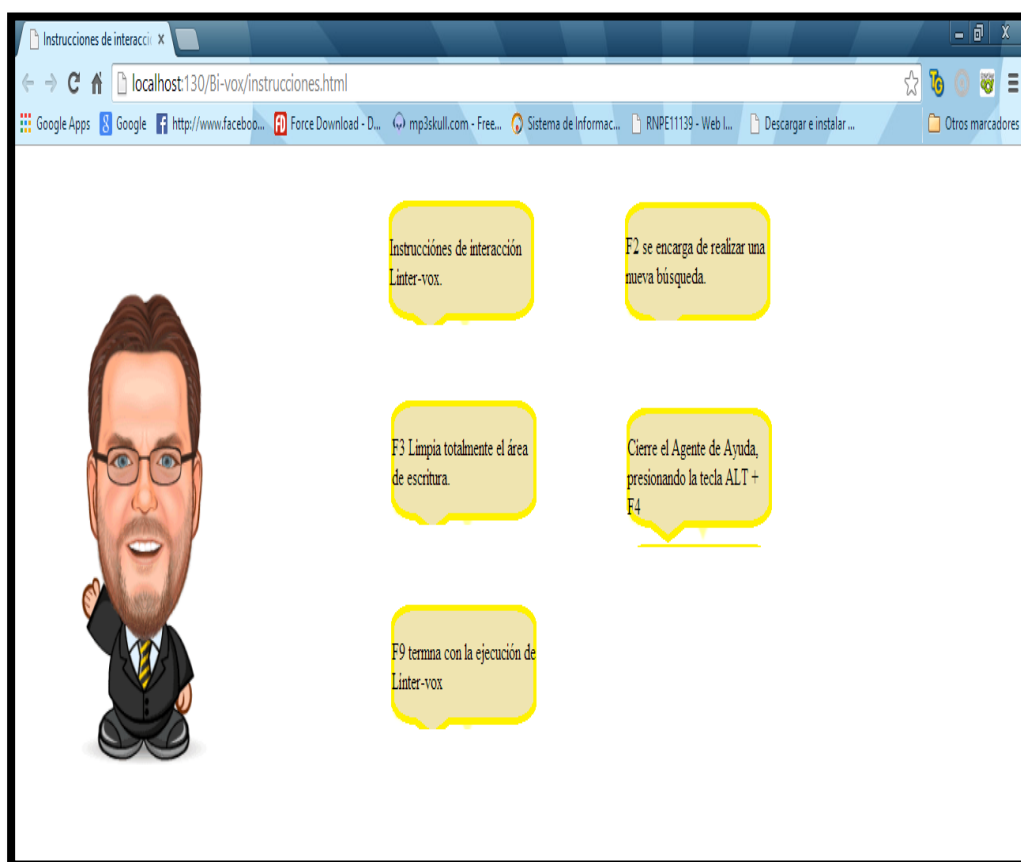 Instrucciones de interacci
localhost:130/Bi-vox/instrucciones.html
Google Apps Google http://www.faceboo... Force Download - D... mp3skull.com - Free... Sistema de Informac... RNPE11139 - Web I... Descargar e instalar ... Otros marcadores
Instrucciónes de interacción
Linter-vox.
F2 se encarga de realizar una
nueva búsqueda.
F3 Limpia totalmente el área
de escritura.
Cierre el Agente de Ayuda,
presionando la tecla ALT +
F4
F9 termna con la ejecución de
Linter-vox